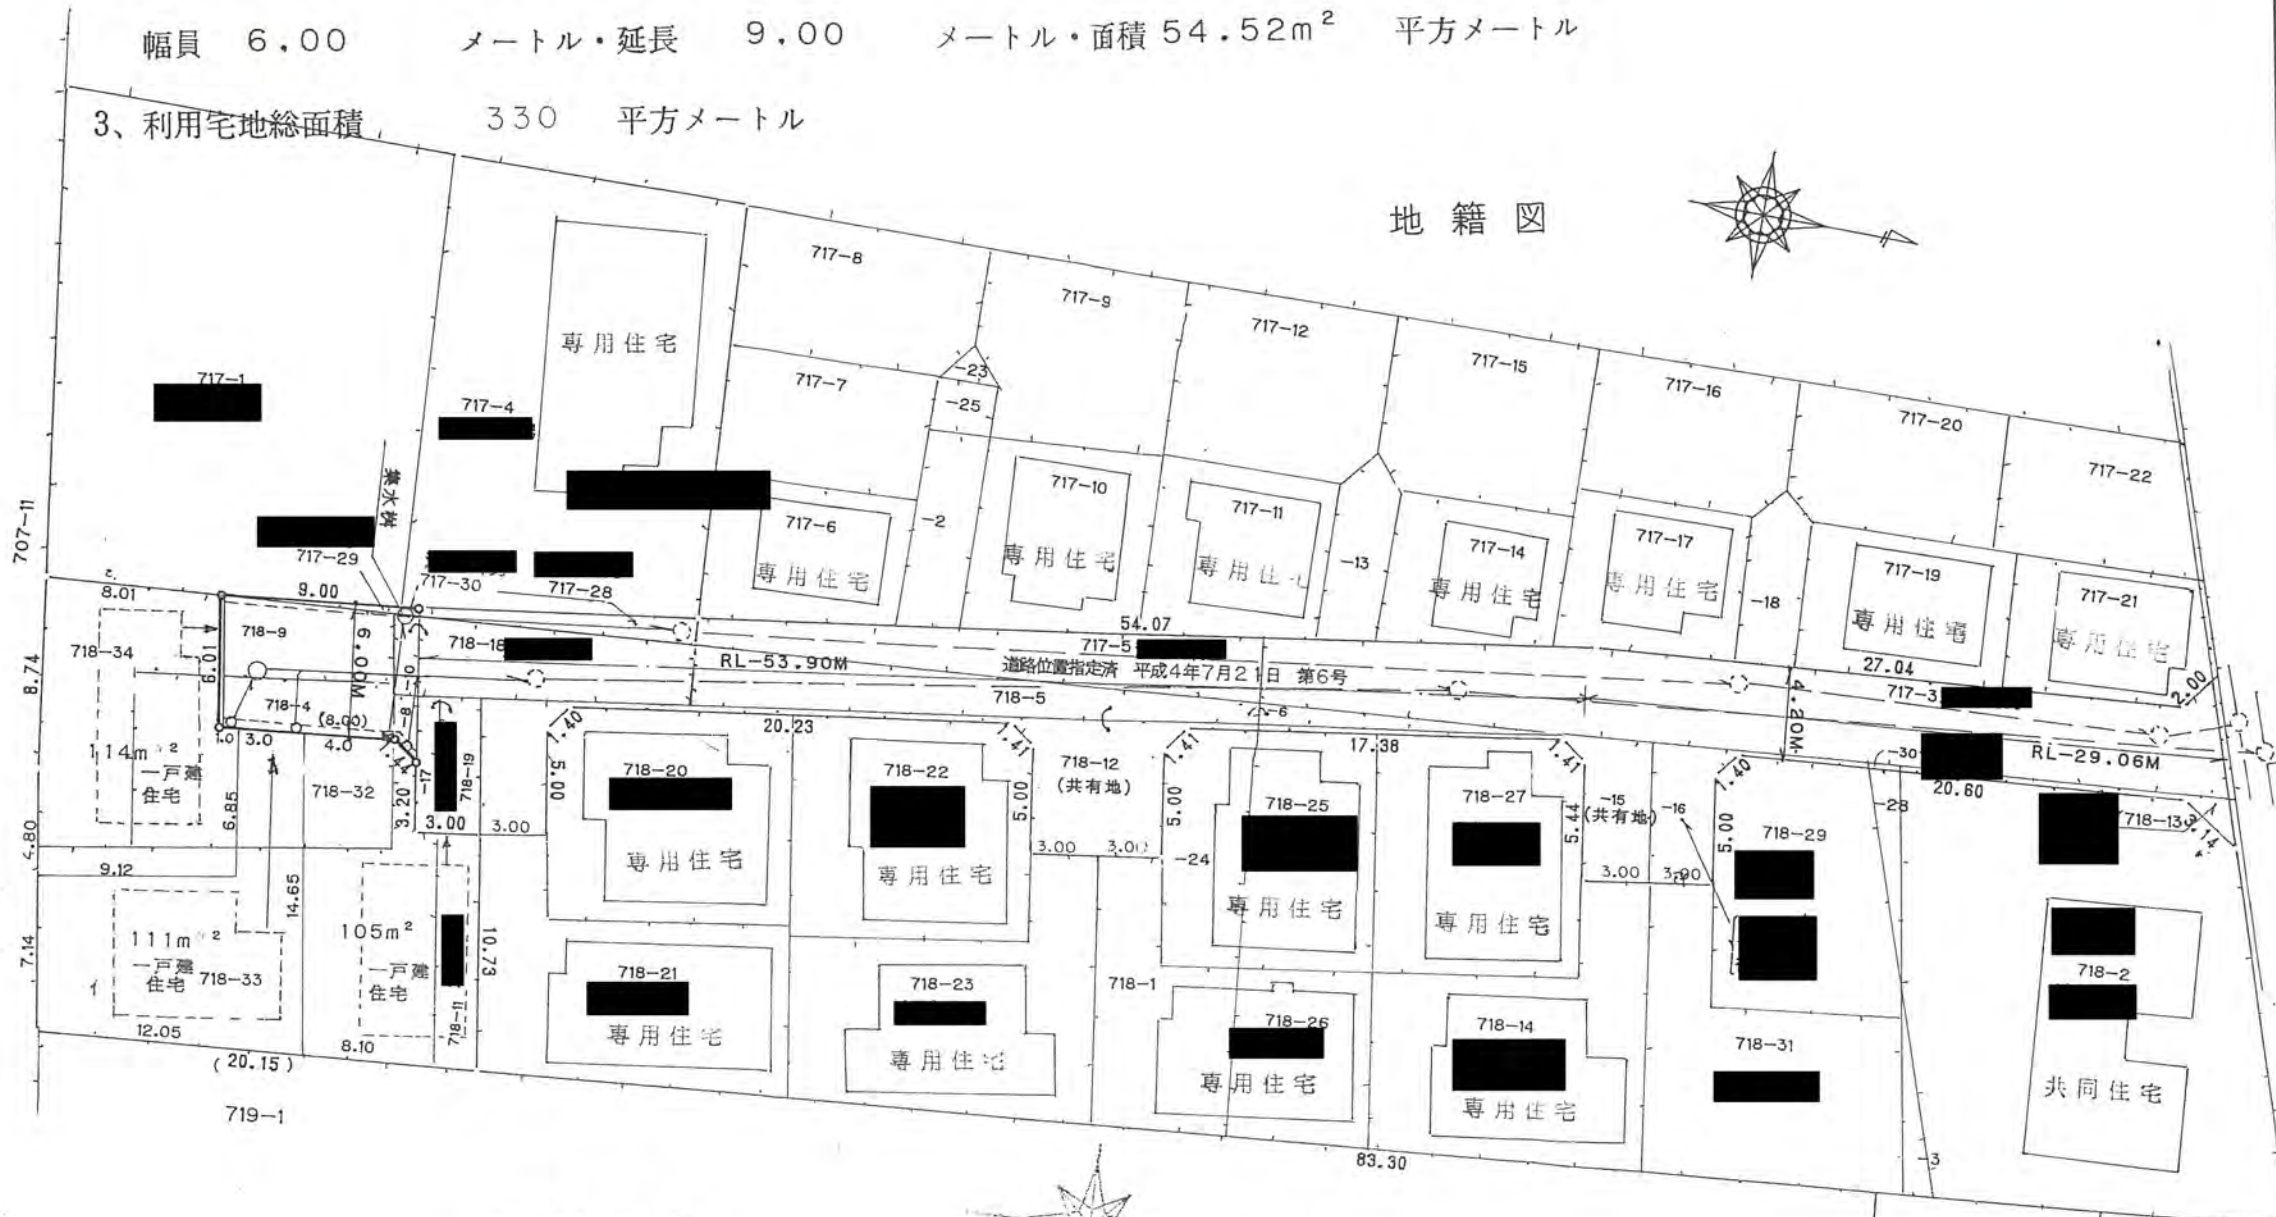 幅員 6.00 メートル・延長 9.00 メートル・面積 54.52m² 平方メートル
3、利用宅地総面積 330 平方メートル
地籍図
717-8
717-9
717-12
717-15
717-16
717-20
717-22
専用住宅
717-1
717-4
717-7
-23
-25
集水桝
717-10
717-11
717-6
-2
専用住宅
専用住宅
専用住宅
-13
717-14
専用住宅
717-17
専用住宅
-18
717-19
専用住宅
717-21
専用住宅
707-11
717-29
717-30
717-28
8.01
9.00
54.07
718-9
6.00M
718-18
717-5
RL-53.90M
道路位置指定済 平成4年7月21日 第6号
27.04
717-3
2.00
718-34
6.01
8.74
718-4
(8.00)
718-5
-6
4.20M
1.0
3.0
4.0
1.40
20.23
1.41
1.41
17.38
1.41
1.40
-30
RL-29.06M
20.60
114m²
一戸建
住宅
718-32
-17
718-19
3.20
3.00
3.00
5.00
718-20
専用住宅
718-22
専用住宅
5.00
718-12
(共有地)
3.00
3.00
5.00
-24
718-25
専用住宅
718-27
専用住宅
5.44
-15
(共有地)
-16
3.00
5.00
718-29
-28
718-13
3.14
4.80
6.85
9.12
14.65
7.14
111m²
一戸建
住宅
718-33
イ
105m²
一戸建
住宅
718-11
10.73
12.05
8.10
(20.15)
719-1
718-21
専用住宅
718-23
専用住宅
718-1
718-26
専用住宅
718-14
専用住宅
718-31
718-2
共同住宅
-3
83.30